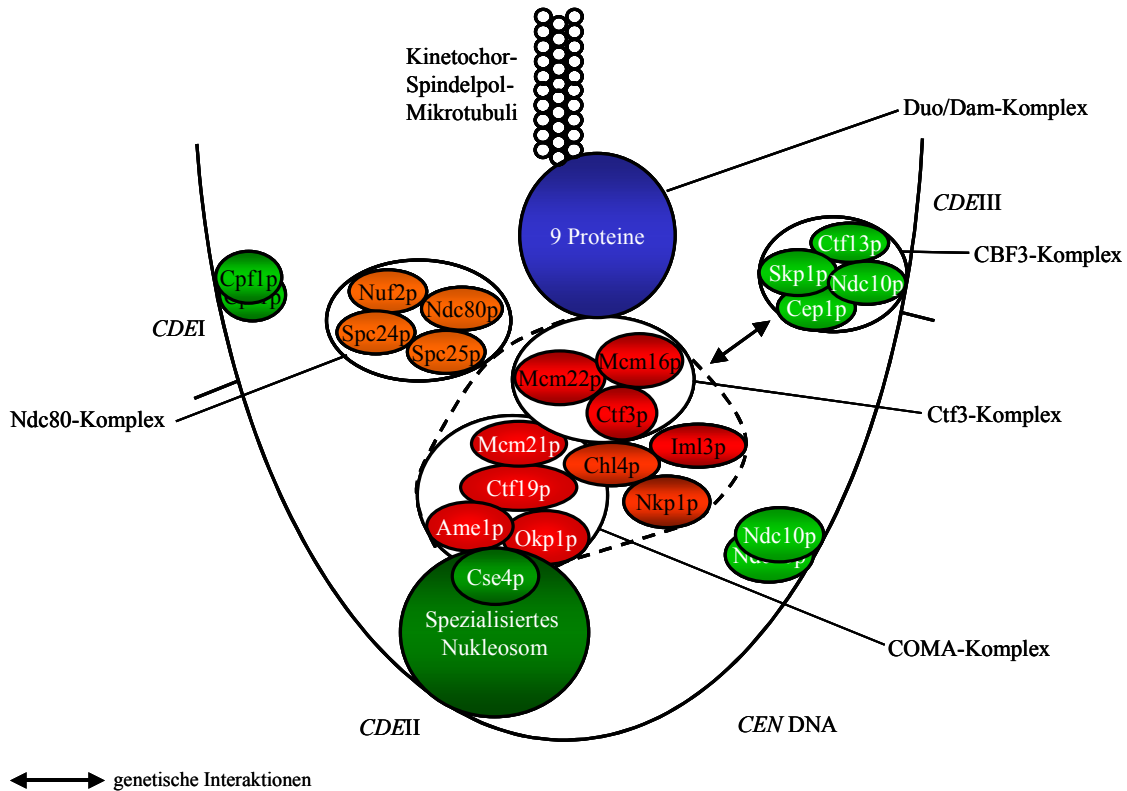 Kinetochor-
Spindelpol-
Mikrotubuli
Duo/Dam-Komplex
CDEIII
9 Proteine
Ctf13p
CBF3-Komplex
Skp1p
Ndc10p
Cep1p
Cpf1p
CDEI
Nuf2p
Ndc80p
Spc24p
Spc25p
Ndc80-Komplex
Mcm16p
Mcm22p
Ctf3p
Ctf3-Komplex
Mcm21p
Iml3p
Chl4p
Ctf19p
Nkp1p
Ame1p
Okp1p
Ndc10p
Cse4p
Spezialisiertes
Nukleosom
COMA-Komplex
CDEII
CEN DNA
genetische Interaktionen